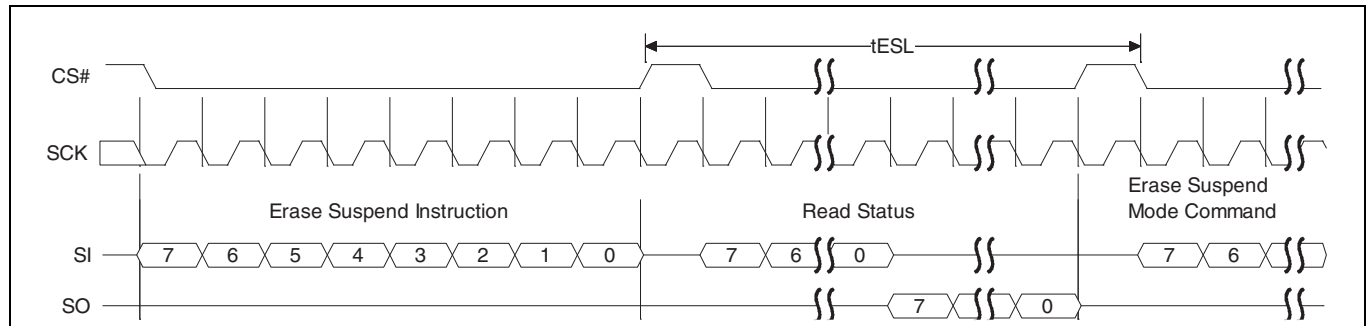 tESL
CS#
SCK
Erase Suspend Instruction
Read Status
Erase Suspend
Mode Command
SI 7 6 5 4 3 2 1 0 7 6 0 7 6
SO 7 0